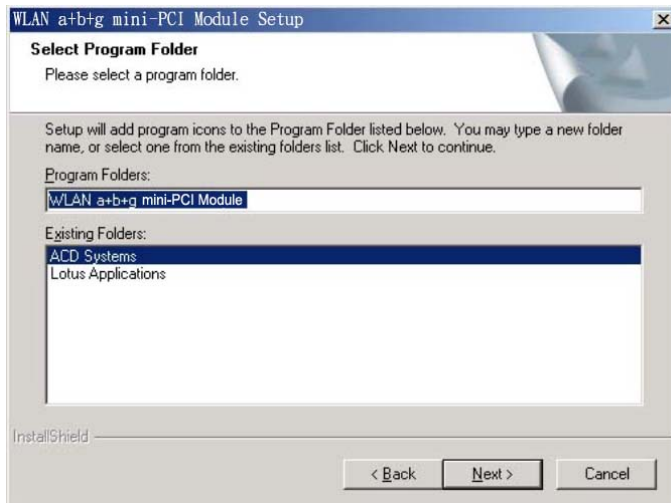 WLAN a+b+g mini-PCI Module Setup
Select Program Folder
Please select a program folder.
Setup will add program icons to the Program Folder listed below. You may type a new folder
name, or select one from the existing folders list. Click Next to continue.
Program Folders:
WLAN a+b+g mini-PCI Module
Existing Folders:
ACD Systems
Lotus Applications
InstallShield
< Back Next > Cancel